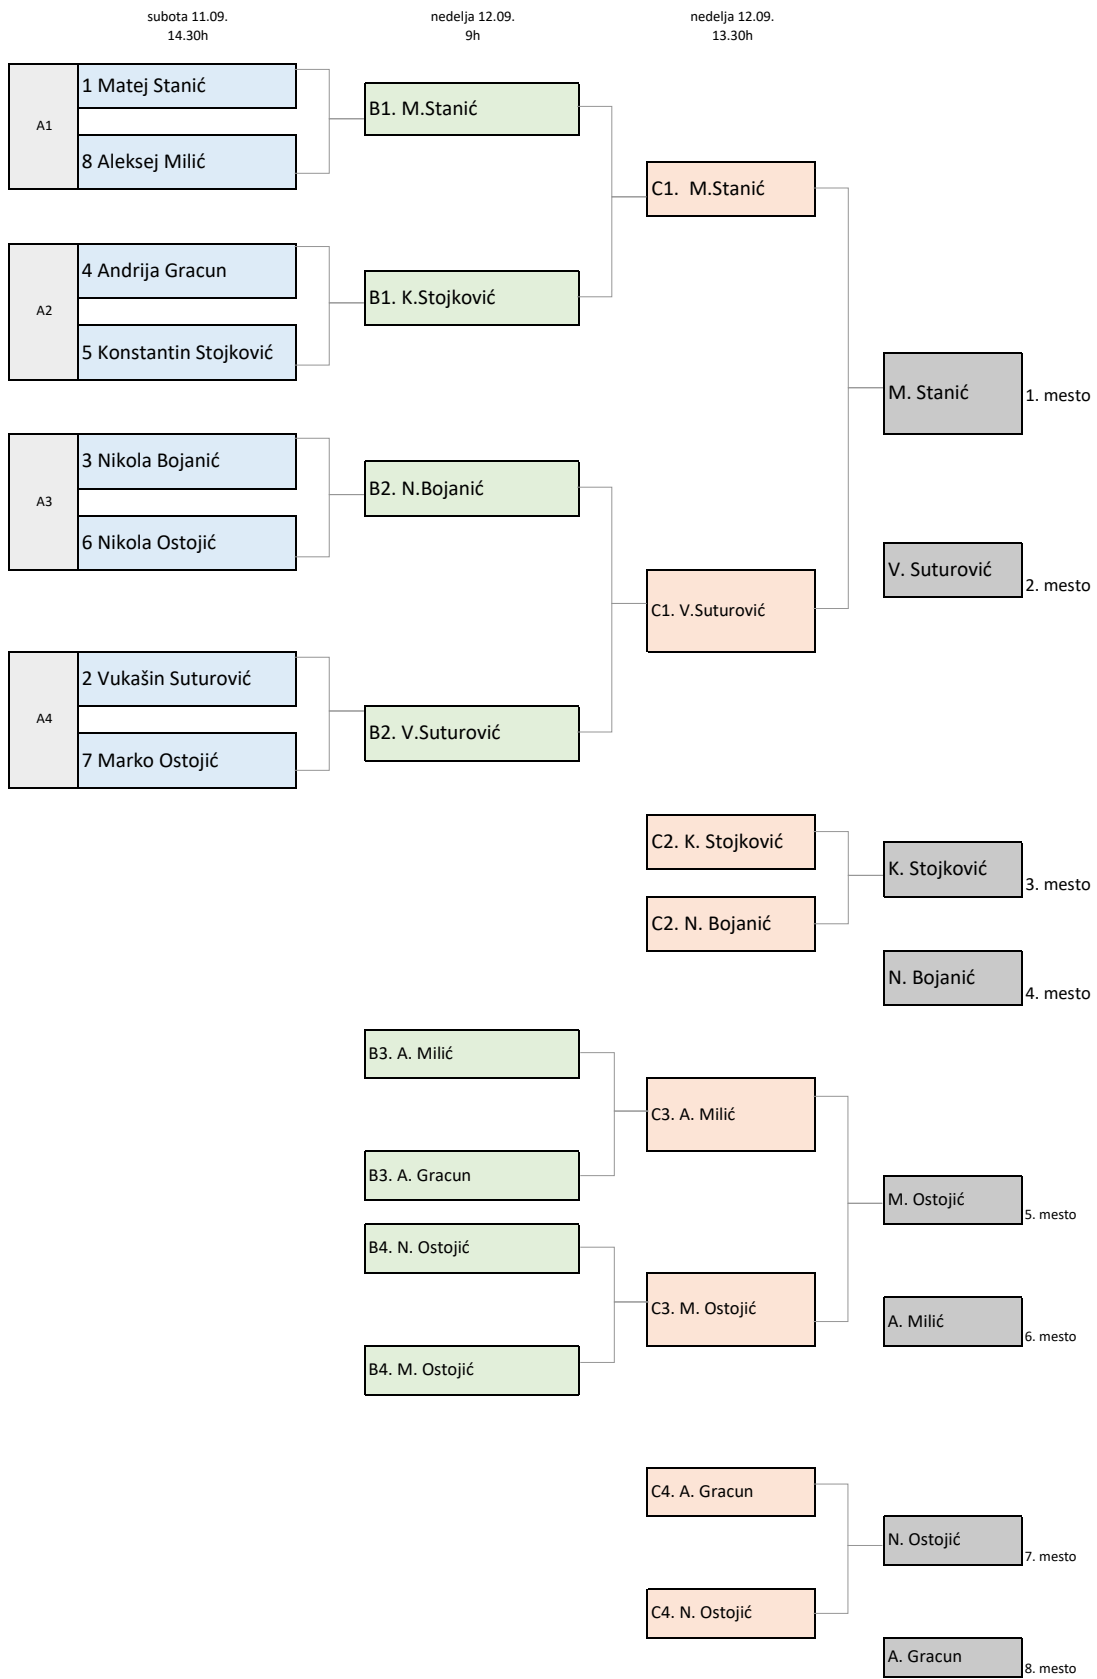 subota 11.09.
14.30h
nedelja 12.09.
9h
nedelja 12.09.
13.30h
A1
1 Matej Stanić
8 Aleksej Milić
A2
4 Andrija Gracun
5 Konstantin Stojković
A3
3 Nikola Bojanić
6 Nikola Ostojić
A4
2 Vukašin Suturović
7 Marko Ostojić
B1. M.Stanić
B1. K.Stojković
B2. N.Bojanić
B2. V.Suturović
C1.  M.Stanić
C1. V.Suturović
M. Stanić
1. mesto
V. Suturović
2. mesto
C2. K. Stojković
C2. N. Bojanić
K. Stojković
3. mesto
N. Bojanić
4. mesto
B3. A. Milić
B3. A. Gracun
B4. N. Ostojić
B4. M. Ostojić
C3. A. Milić
C3. M. Ostojić
M. Ostojić
5. mesto
A. Milić
6. mesto
C4. A. Gracun
C4. N. Ostojić
N. Ostojić
7. mesto
A. Gracun
8. mesto